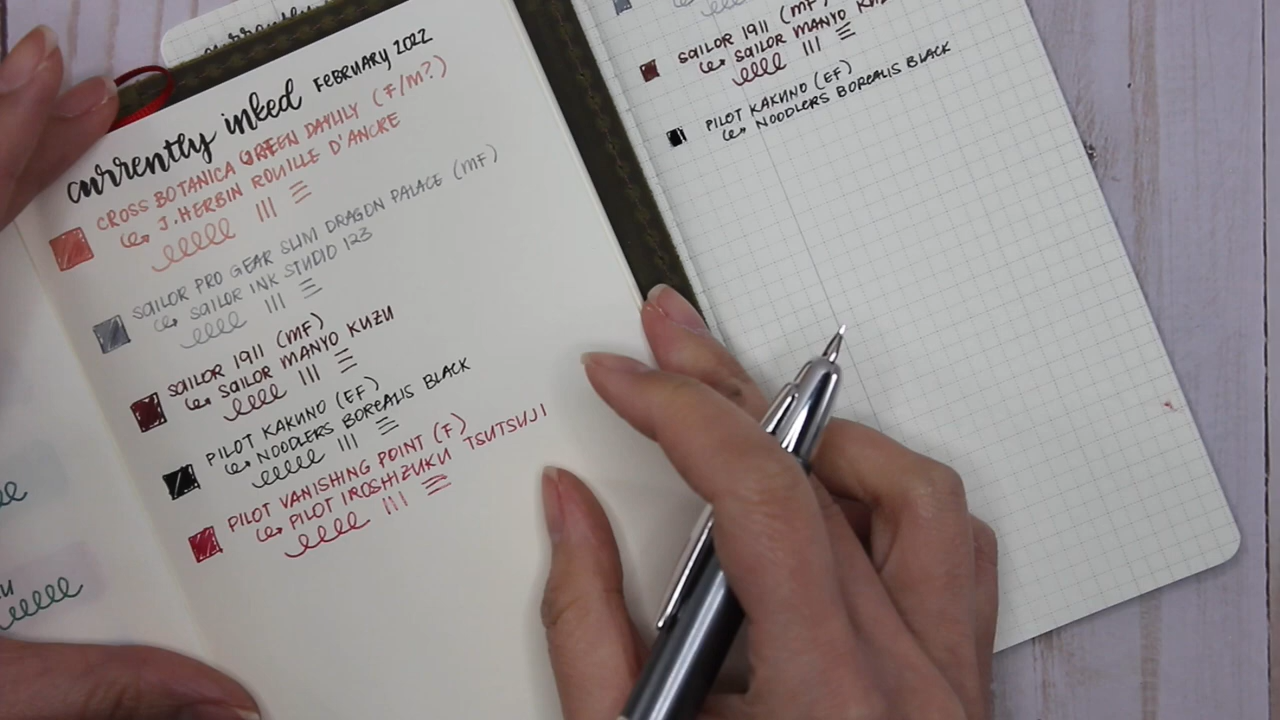 currently inked FEBRUARY 2022
CROSS BOTANICA GREEN DAYLILY (F/M?)
↳ J. HERBIN ROUILLE D'ANCRE
SAILOR PRO GEAR SLIM DRAGON PALACE (MF)
↳ SAILOR INK STUDIO 123
SAILOR 1911 (MF)
↳ SAILOR MANYO KUZU
PILOT KAKUNO (EF)
↳ NOODLERS BOREALIS BLACK
PILOT VANISHING POINT (F)
↳ PILOT IROSHIZUKU TSUTSUJI
SAILOR 1911 (MF)
↳ SAILOR MANYO KUZU
PILOT KAKUNO (EF)
↳ NOODLERS BOREALIS BLACK